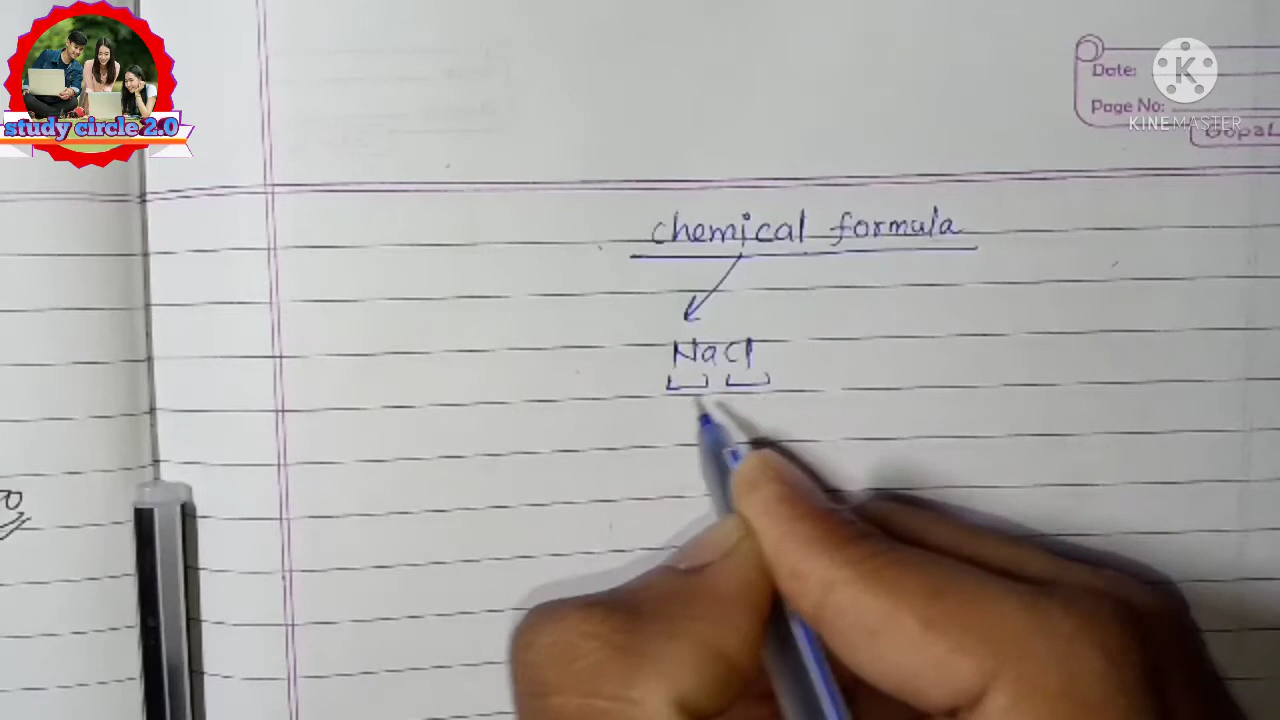 study circle 2.0
Date:
Page No:
K
KINEMASTER
chemical formula
NaCl